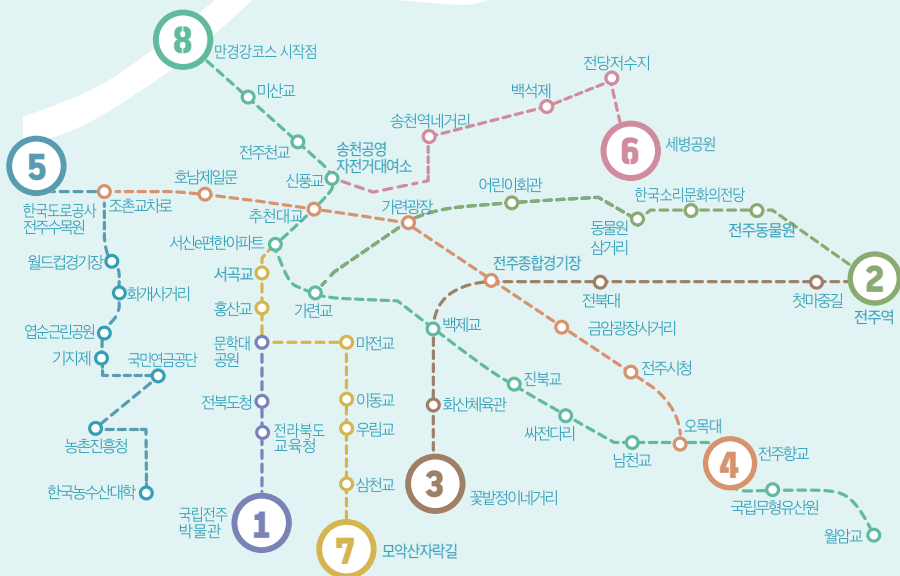 8
만경강코스 시작점
미산교
전주천교
송천공영
자전거대여소
신풍교
송천역네거리
백석제
전당저수지
6
세병공원
5
한국도로공사
전주수목원
조촌교차로
호남제일문
추천대교
가련광장
어린이회관
동물원
삼거리
한국소리문화의전당
전주동물원
2
전주역
월드컵경기장
화개사거리
엽순근린공원
기지제
국민연금공단
농촌진흥청
한국농수산대학
서신e편한아파트
서곡교
홍산교
문학대
공원
가련교
마전교
전북도청
전라북도
교육청
이동교
우림교
삼천교
국립전주
박물관
1
7
모악산자락길
전주종합경기장
전북대
첫마중길
백제교
금암광장사거리
전주시청
진북교
화산체육관
싸전다리
남천교
오목대
3
꽃밭정이네거리
4
전주향교
국립무형유산원
월암교